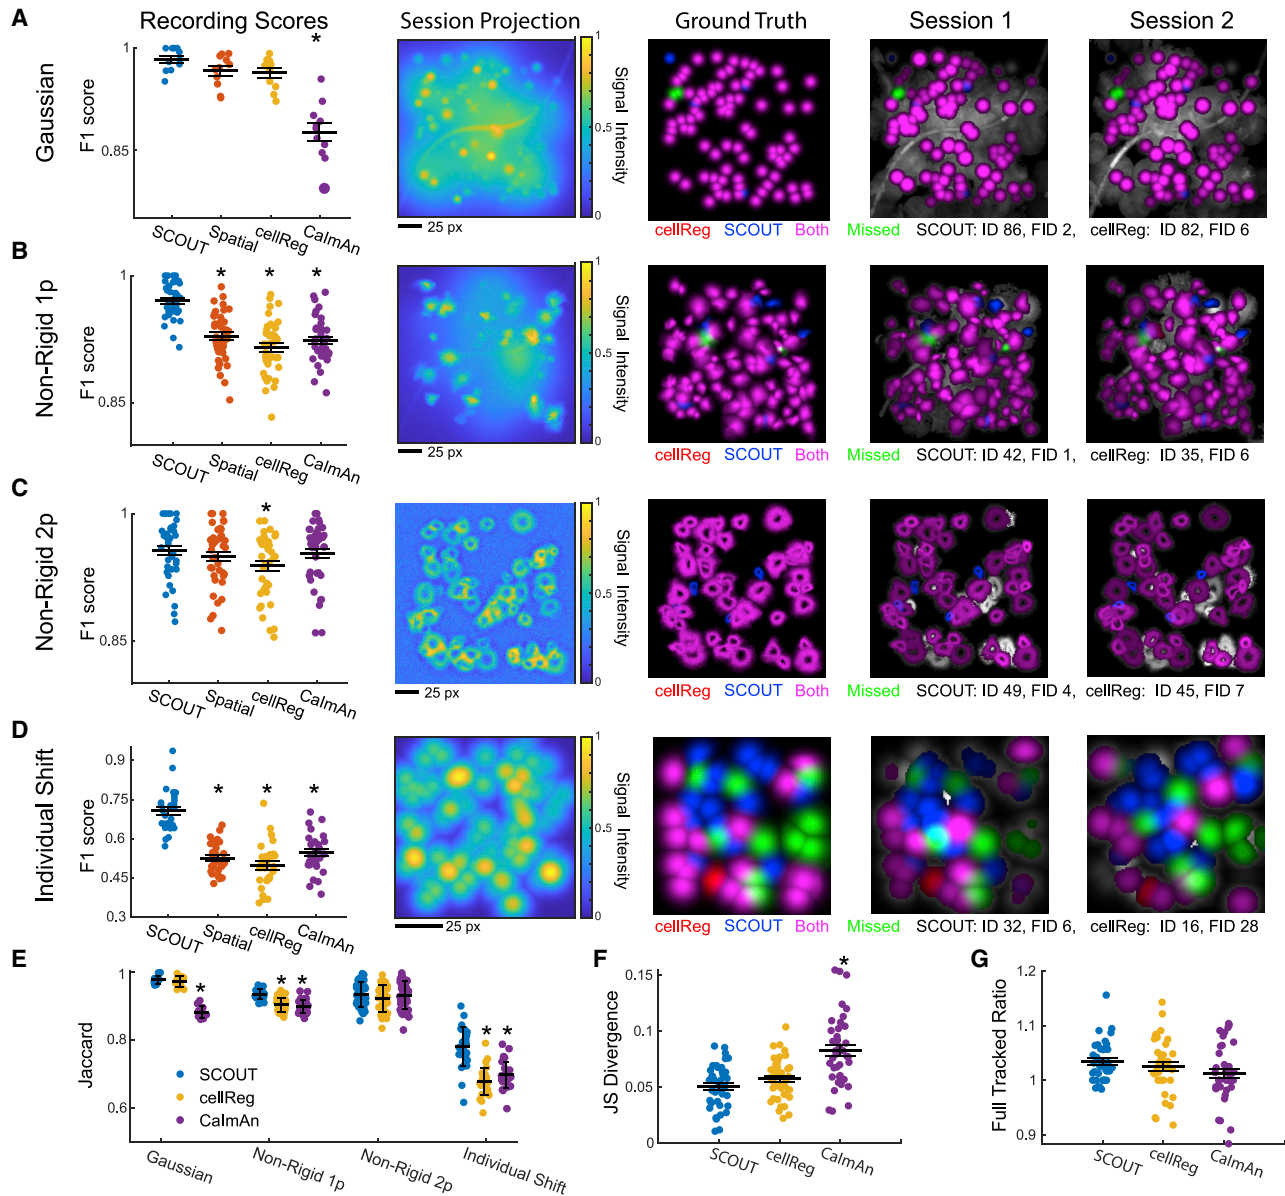 A
Recording Scores
Session Projection
Ground Truth
Session 1
Session 2
Gaussian
F1 score
1
0.85
*
SCOUT
Spatial
cellReg
CaImAn
25 px
1
0.5
0
Signal Intensity
cellReg SCOUT Both Missed SCOUT: ID 86, FID 2, cellReg: ID 82, FID 6
B
Non-Rigid 1p
F1 score
1
0.85
* * *
SCOUT
Spatial
cellReg
CaImAn
25 px
1
0.5
0
Signal Intensity
cellReg SCOUT Both Missed SCOUT: ID 42, FID 1, cellReg: ID 35, FID 6
C
Non-Rigid 2p
F1 score
1
0.85
*
SCOUT
Spatial
cellReg
CaImAn
25 px
1
0.5
0
Signal Intensity
cellReg SCOUT Both Missed SCOUT: ID 49, FID 4, cellReg: ID 45, FID 7
D
Individual Shift
F1 score
0.9
0.75
0.6
0.45
0.3
* * *
SCOUT
Spatial
cellReg
CaImAn
25 px
1
0.5
0
Signal Intensity
cellReg SCOUT Both Missed SCOUT: ID 32, FID 6, cellReg: ID 16, FID 28
E
Jaccard
1
0.8
0.6
* * * * *
SCOUT
cellReg
CaImAn
Gaussian
Non-Rigid 1p
Non-Rigid 2p
Individual Shift
F
JS Divergence
0.15
0.1
0.05
0
*
SCOUT
cellReg
CaImAn
G
Full Tracked Ratio
1.2
1.1
1
0.9
SCOUT
cellReg
CaImAn